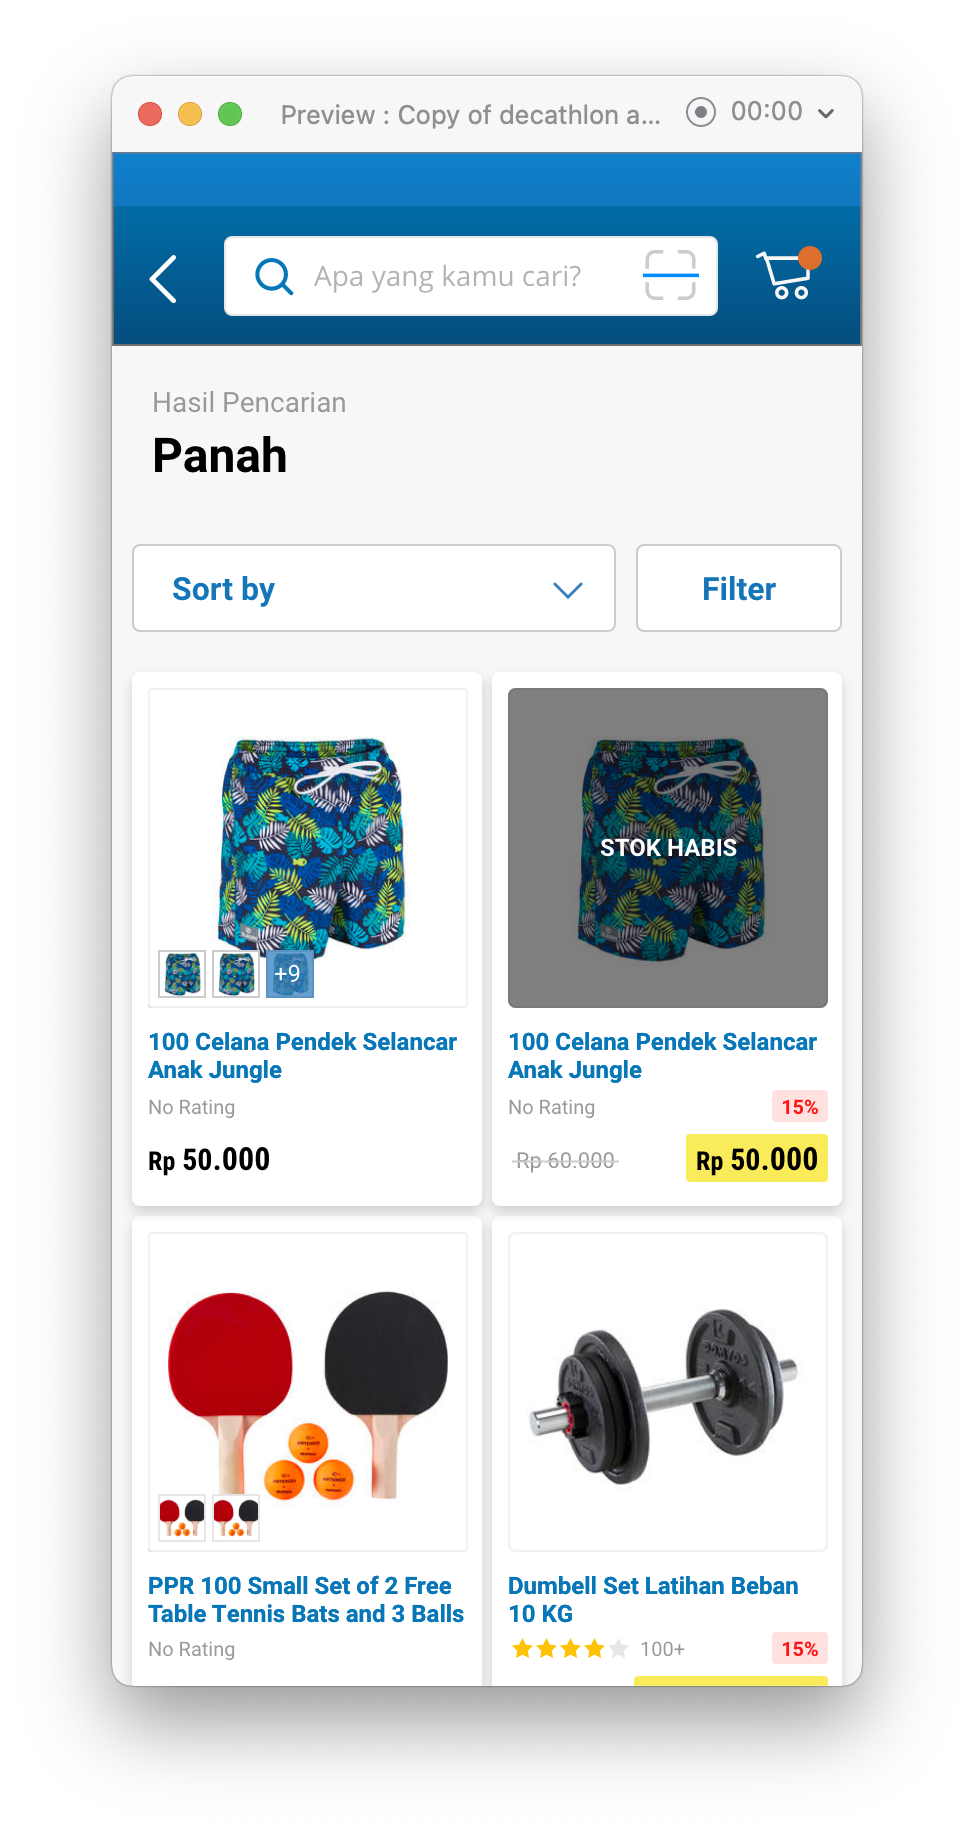 Preview : Copy of decathlon a...
00:00
Apa yang kamu cari?
Hasil Pencarian
Panah
Sort by
Filter
+9
100 Celana Pendek Selancar
Anak Jungle
No Rating
Rp 50.000
STOK HABIS
100 Celana Pendek Selancar
Anak Jungle
No Rating
15%
Rp 60.000
Rp 50.000
PPR 100 Small Set of 2 Free
Table Tennis Bats and 3 Balls
No Rating
DOMYOS
Dumbell Set Latihan Beban
10 KG
100+
15%